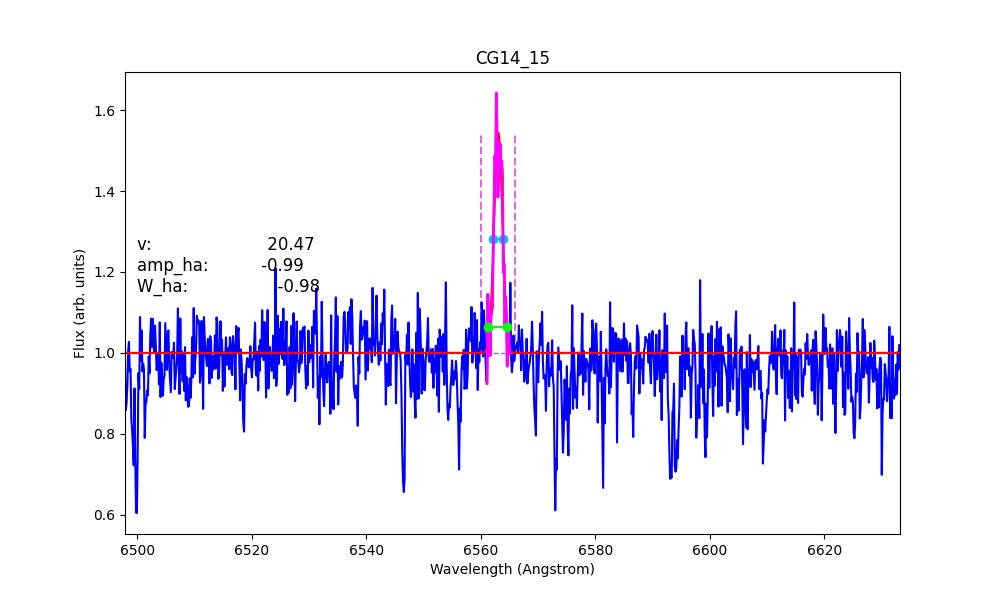 CG14_15
1.6
1.4
1.2
1.0
0.8
0.6
Flux (arb. units)
v: 20.47
amp_ha: -0.99
W_ha: -0.98
6500 6520 6540 6560 6580 6600 6620
Wavelength (Angstrom)